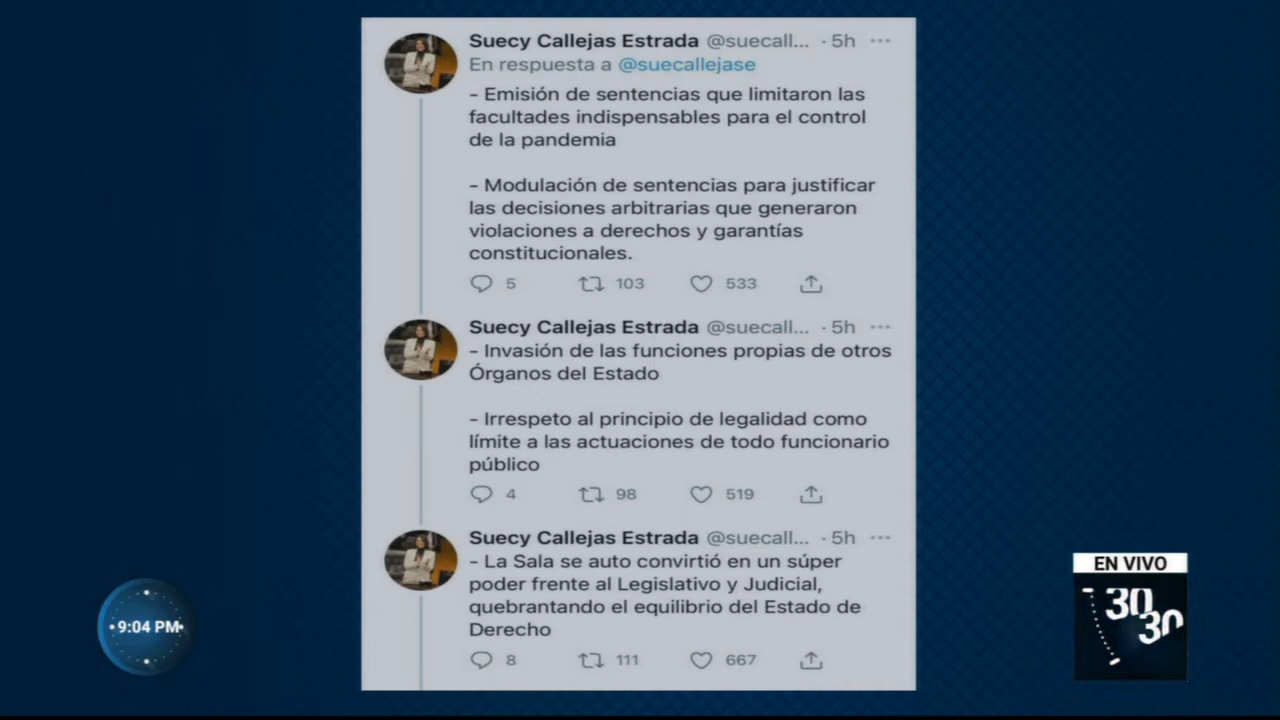 Suecy Callejas Estrada @suecall... · 5h
En respuesta a @suecallejase
- Emisión de sentencias que limitaron las
facultades indispensables para el control
de la pandemia
- Modulación de sentencias para justificar
las decisiones arbitrarias que generaron
violaciones a derechos y garantías
constitucionales.
5 103 533
Suecy Callejas Estrada @suecall... · 5h
- Invasión de las funciones propias de otros
Órganos del Estado
- Irrespeto al principio de legalidad como
límite a las actuaciones de todo funcionario
público
4 98 519
Suecy Callejas Estrada @suecall... · 5h
- La Sala se auto convirtió en un súper
poder frente al Legislativo y Judicial,
quebrantando el equilibrio del Estado de
Derecho
8 111 667
9:04 PM
EN VIVO
30
30